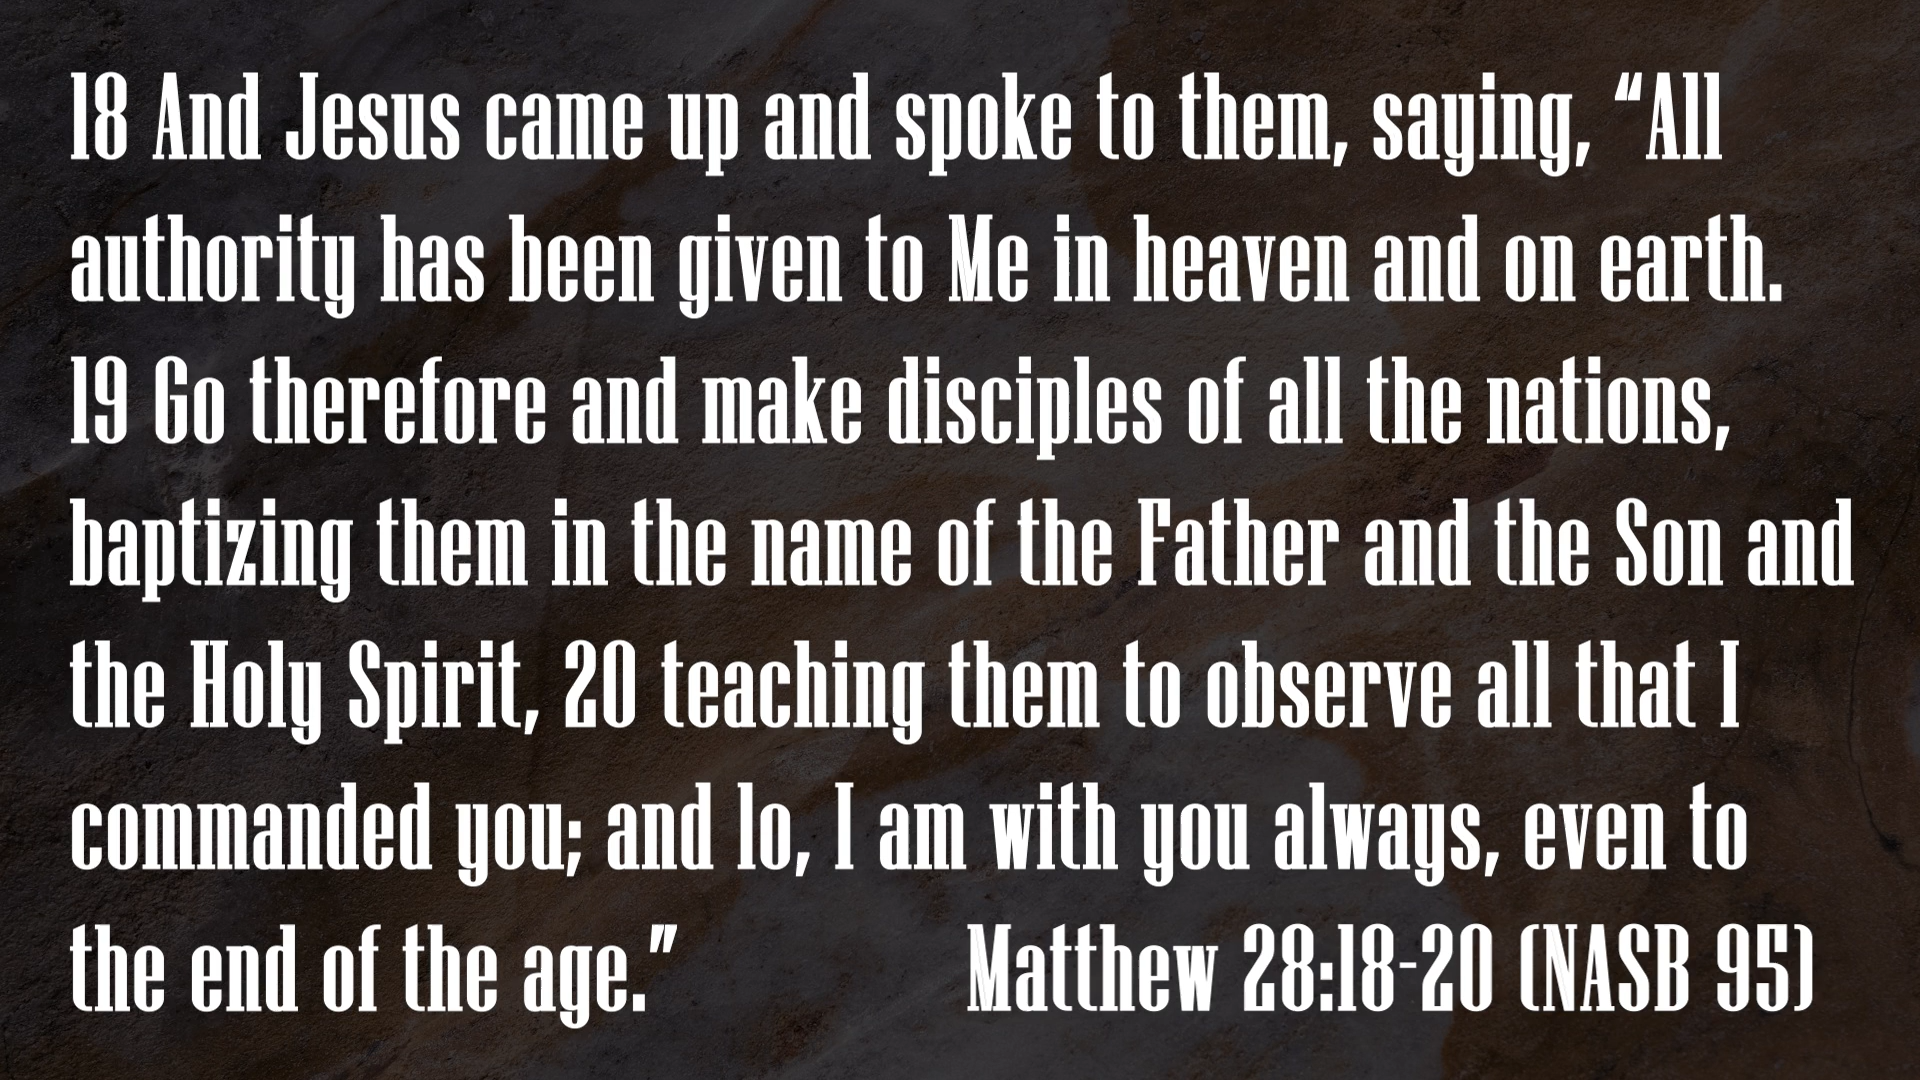 18 And Jesus came up and spoke to them, saying, “All
authority has been given to Me in heaven and on earth.
19 Go therefore and make disciples of all the nations,
baptizing them in the name of the Father and the Son and
the Holy Spirit, 20 teaching them to observe all that I
commanded you; and lo, I am with you always, even to
the end of the age.” Matthew 28:18-20 (NASB 95)